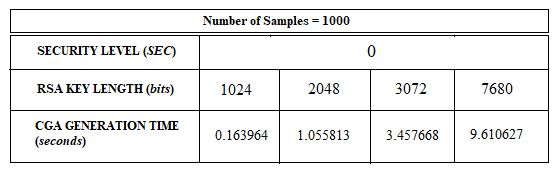 Number of Samples = 1000
SECURITY LEVEL (SEC) 0
RSA KEY LENGTH (bits) 1024 2048 3072 7680
CGA GENERATION TIME
(seconds) 0.163964 1.055813 3.457668 9.610627